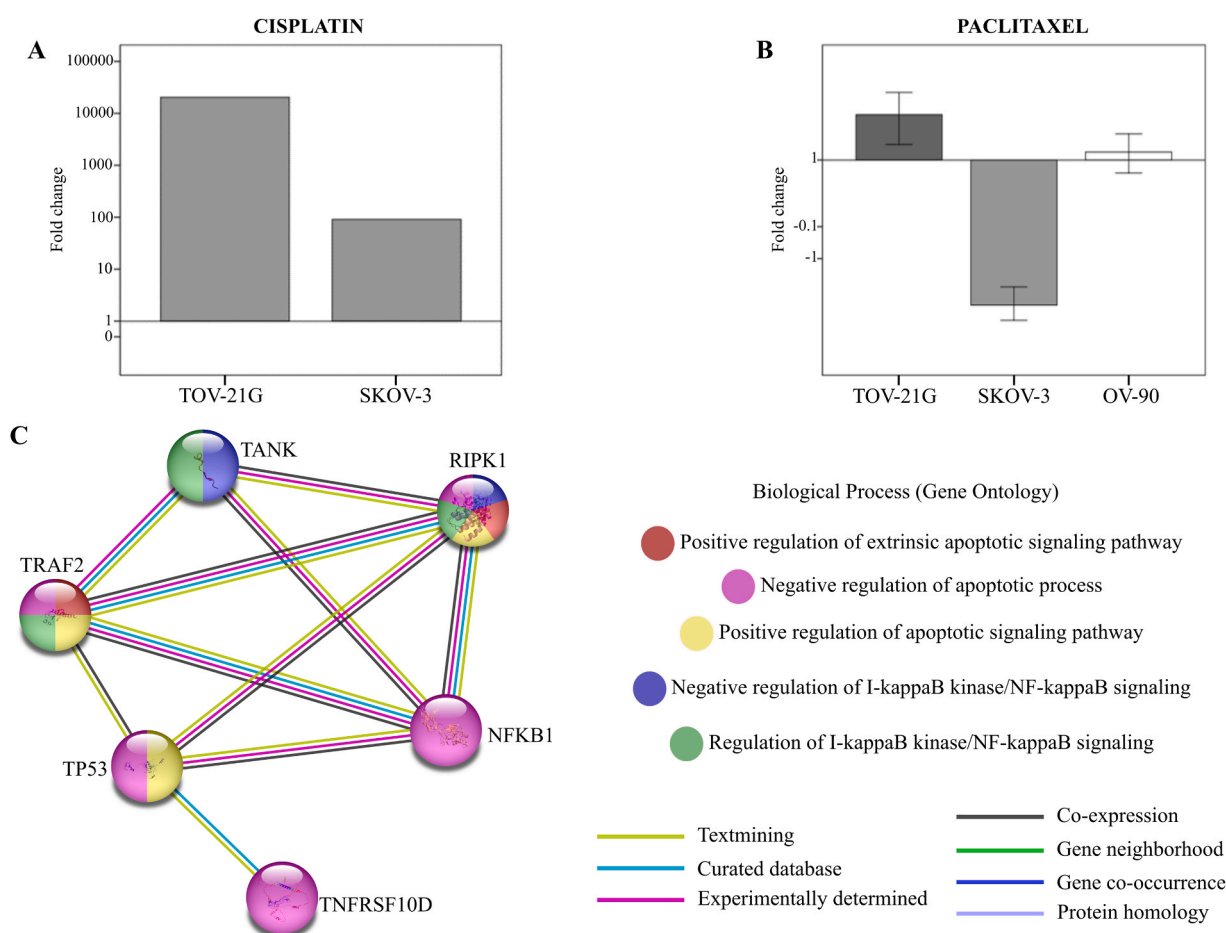 CISPLATIN
A
Fold change
100000
10000
1000
100
10
1
0
TOV-21G
SKOV-3
PACLITAXEL
B
Fold change
1
-0.1
-1
TOV-21G
SKOV-3
OV-90
C
TANK
RIPK1
TRAF2
NFKB1
TP53
TNFRSF10D
Biological Process (Gene Ontology)
Positive regulation of extrinsic apoptotic signaling pathway
Negative regulation of apoptotic process
Positive regulation of apoptotic signaling pathway
Negative regulation of I-kappaB kinase/NF-kappaB signaling
Regulation of I-kappaB kinase/NF-kappaB signaling
Textmining
Curated database
Experimentally determined
Co-expression
Gene neighborhood
Gene co-occurrence
Protein homology